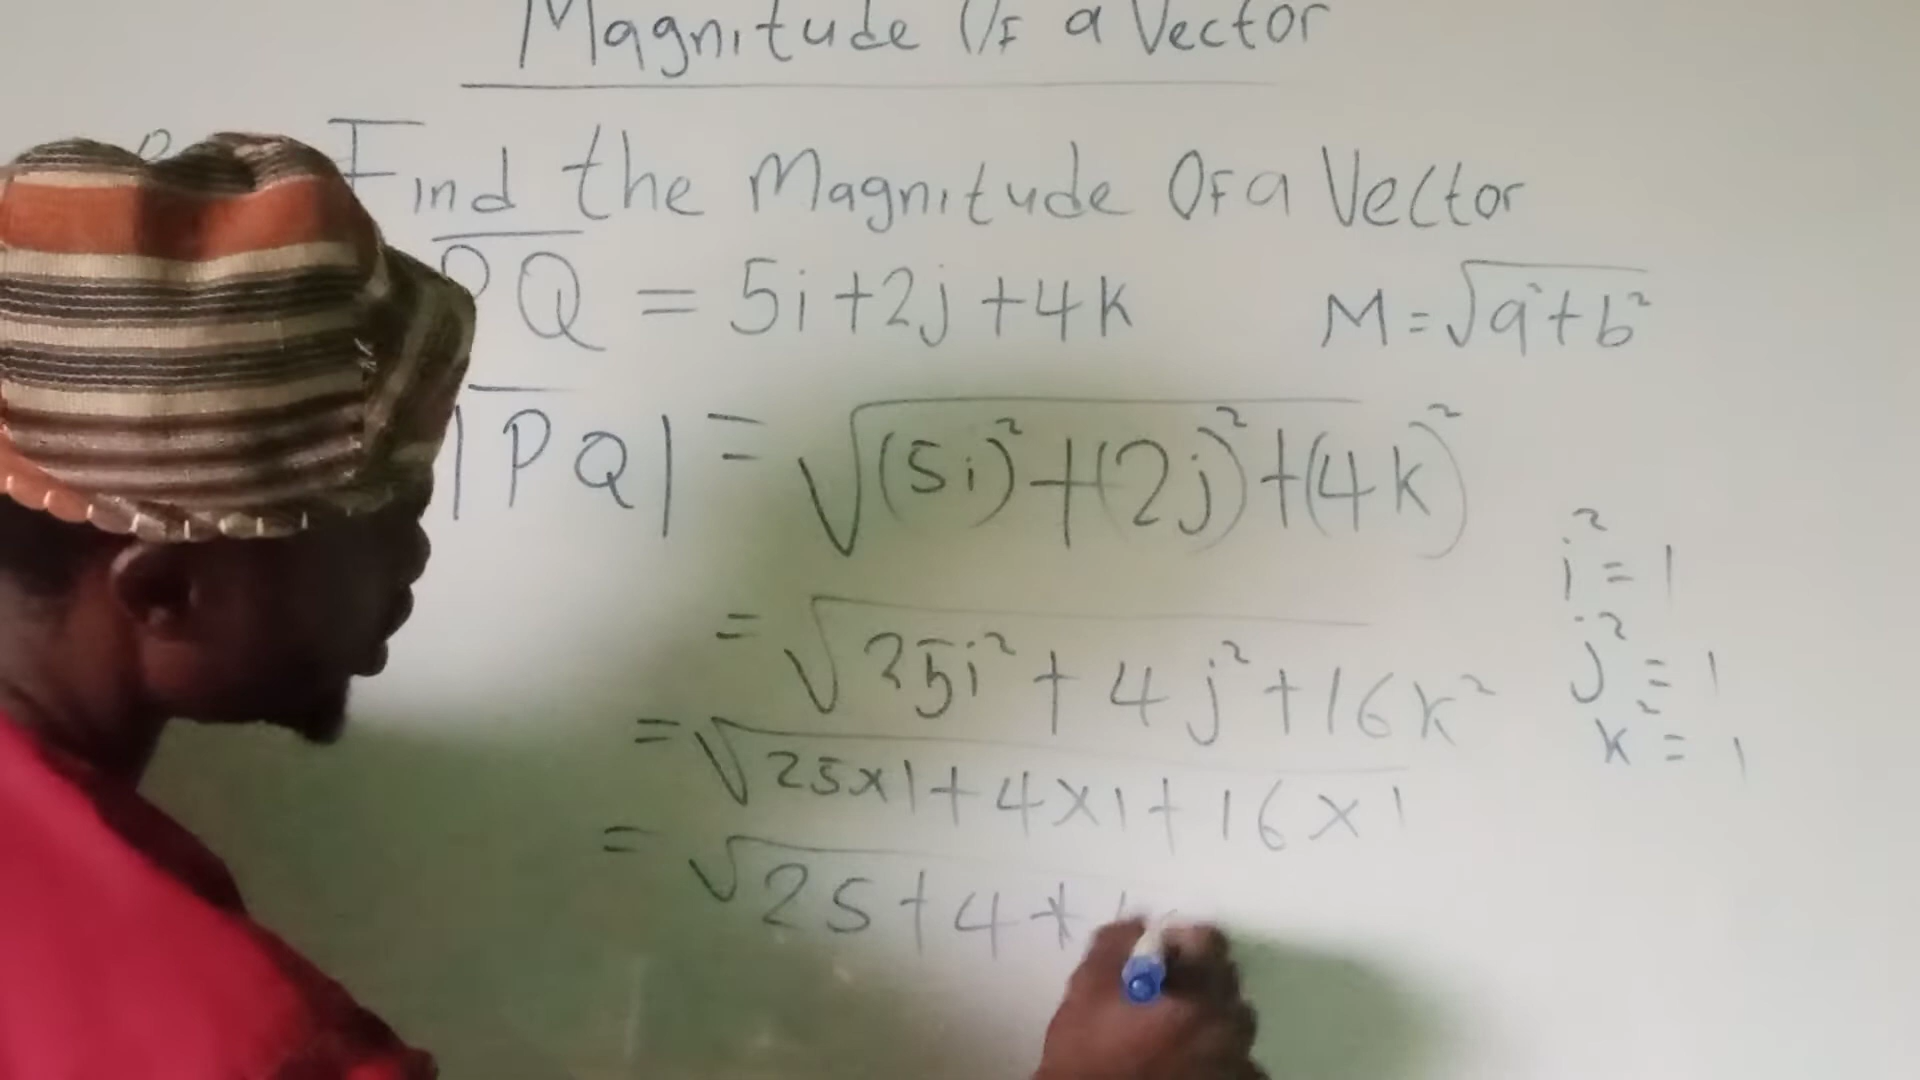 Magnitude OF a Vector
Find the Magnitude OF a Vector
PQ = 5i+2j+4k
M = √a²+b²
|PQ| = √(5i)²+(2j)²+(4k)²
i² = 1
= √25i² + 4j² + 16k²
j² = 1
k² = 1
= √25x1+4x1+16x1
= √25+4+